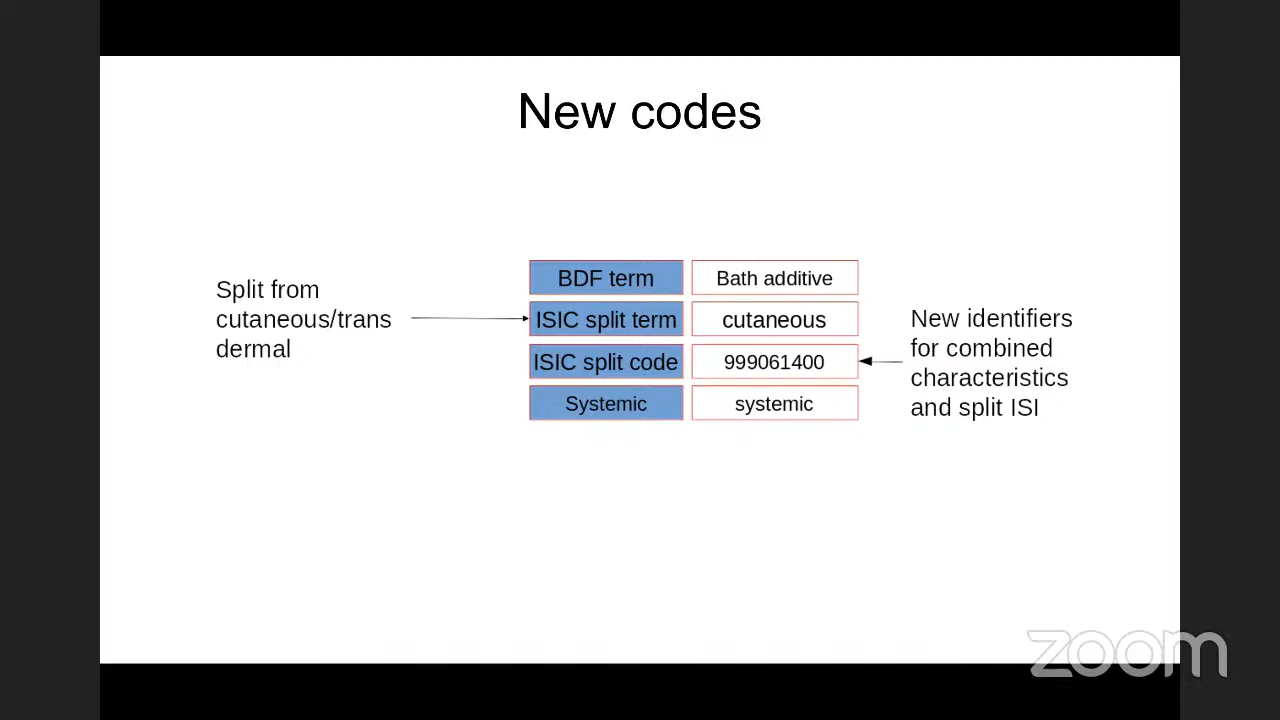 New codes
Split from
cutaneous/trans
dermal
BDF term Bath additive
ISIC split term cutaneous
ISIC split code 999061400
Systemic systemic
New identifiers
for combined
characteristics
and split ISI
zoom